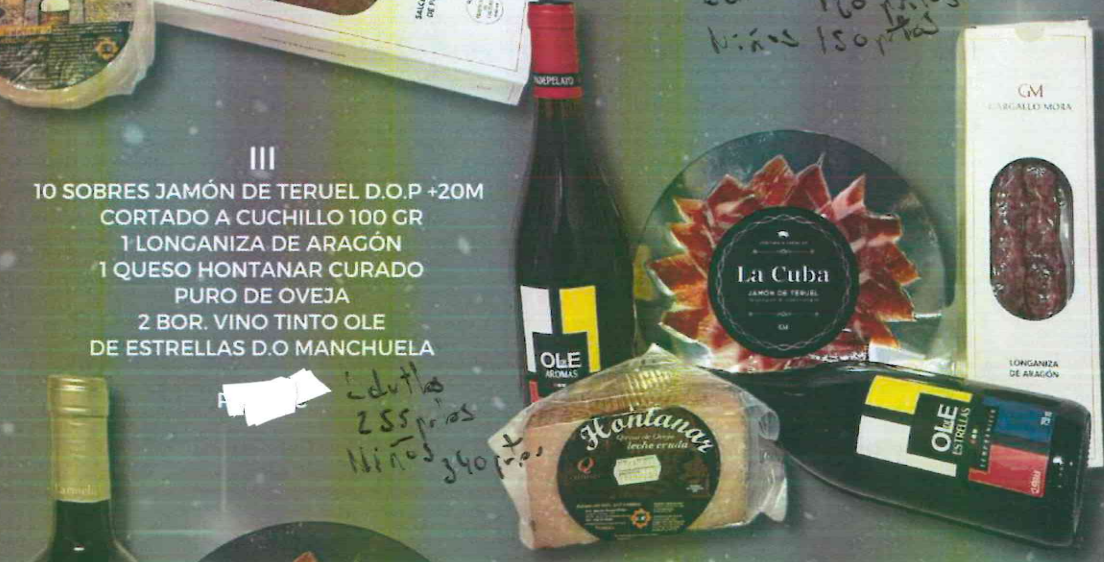 Niños 150 ptas
GM
GARGALLO MORA
III
10 SOBRES JAMÓN DE TERUEL D.O.P +20M
CORTADO A CUCHILLO 100 GR
1 LONGANIZA DE ARAGÓN
1 QUESO HONTANAR CURADO
PURO DE OVEJA
2 BOR. VINO TINTO OLE
DE ESTRELLAS D.O MANCHUELA
255 ptas
Niños 340 ptos
La Cuba
JAMÓN DE TERUEL
GM
LONGANIZA
DE ARAGÓN
OLE
AROMAS
Hontanar
Queso de Oveja
leche cruda
OLE
DE
ESTRELLAS